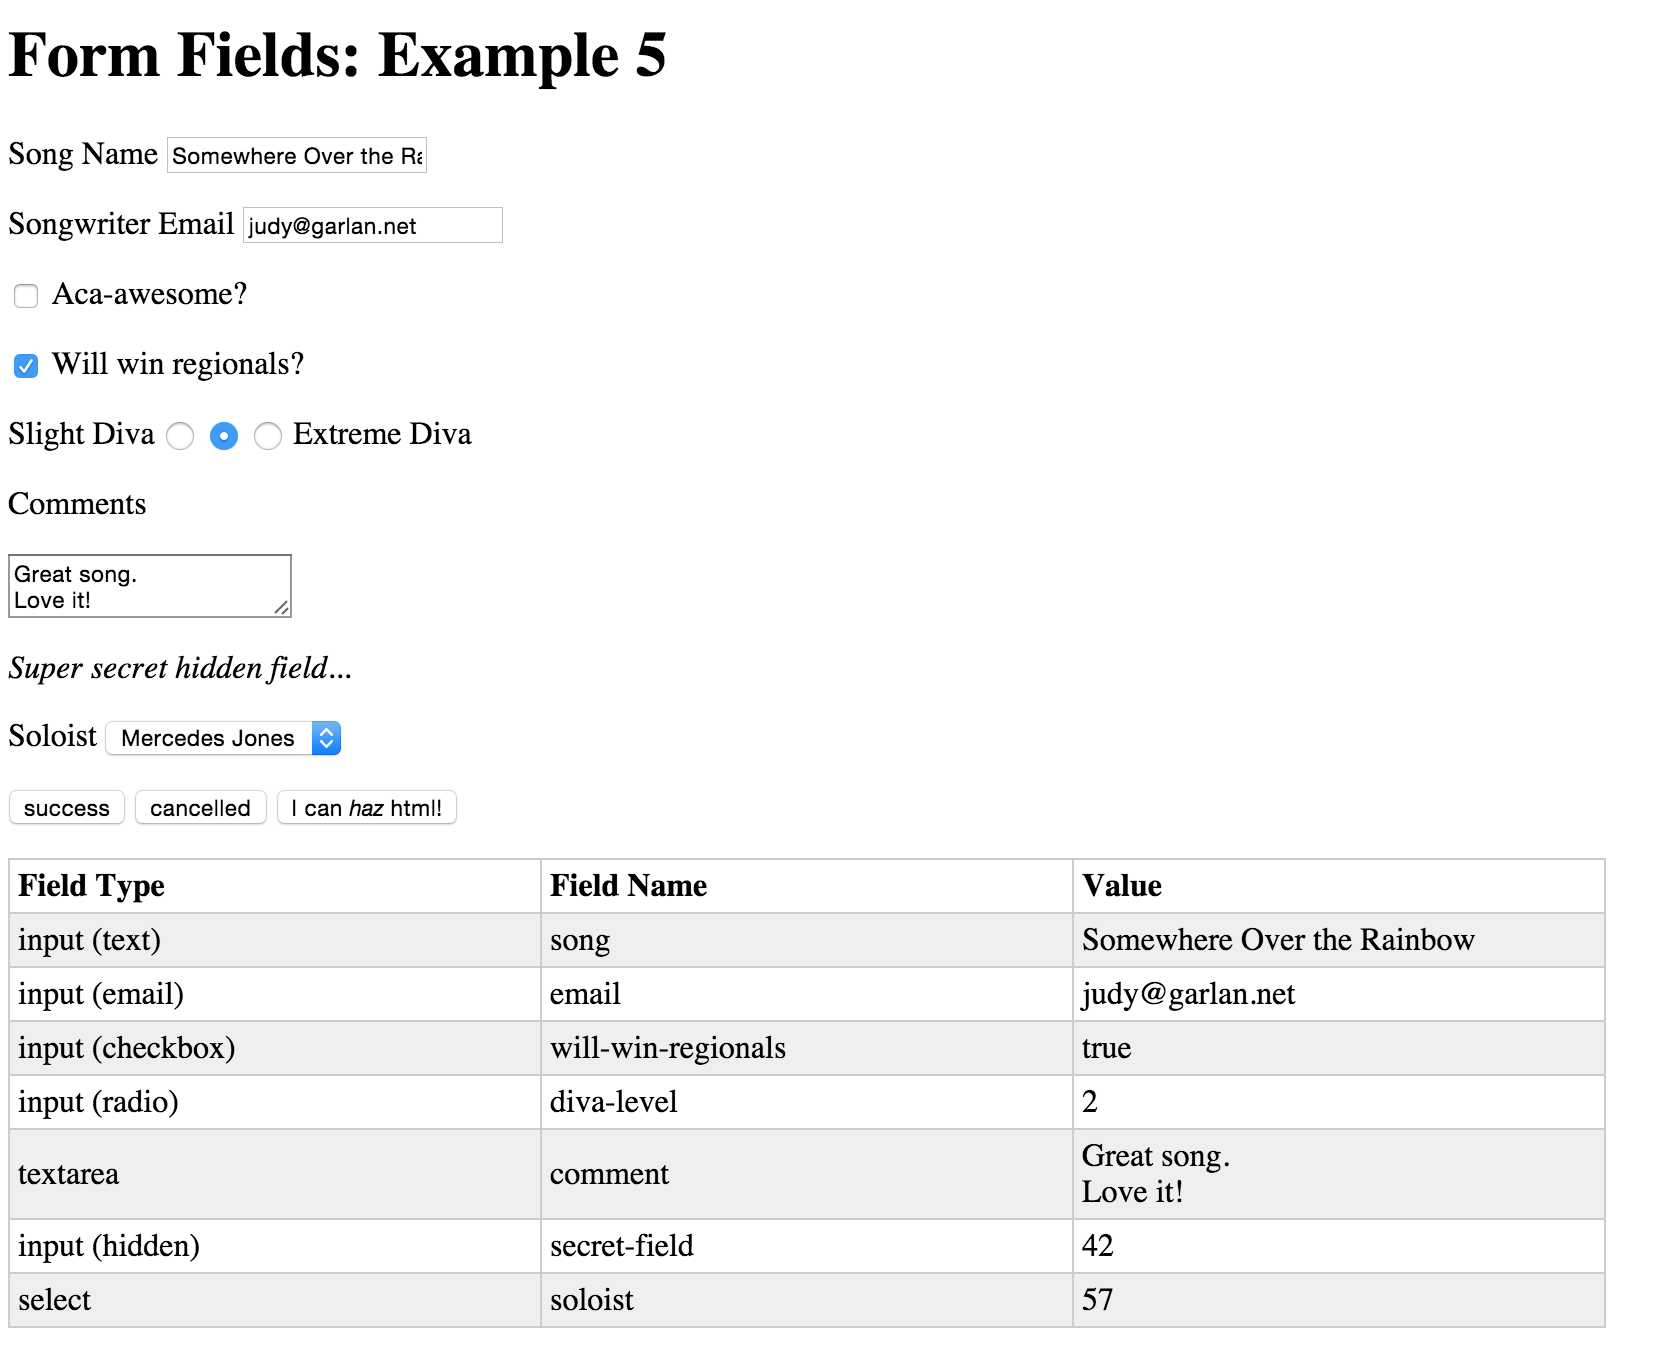 Form Fields: Example 5
Song Name Somewhere Over the Ra
Songwriter Email judy@garlan.net
Aca-awesome?
Will win regionals?
Slight Diva Extreme Diva
Comments
Great song.
Love it!
Super secret hidden field...
Soloist Mercedes Jones
success cancelled I can haz html!
Field Type Field Name Value
input (text) song Somewhere Over the Rainbow
input (email) email judy@garlan.net
input (checkbox) will-win-regionals true
input (radio) diva-level 2
textarea comment Great song.
Love it!
input (hidden) secret-field 42
select soloist 57